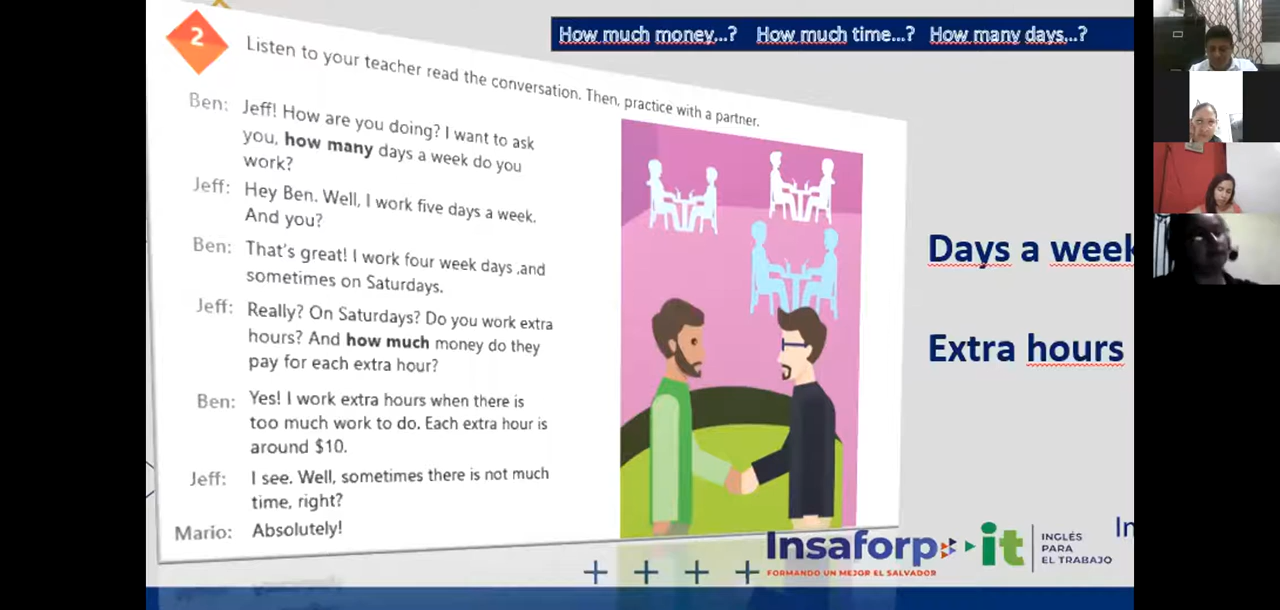 How much money...? How much time...? How many days...?
2
Listen to your teacher read the conversation. Then, practice with a partner.
Ben: Jeff! How are you doing? I want to ask
you, how many days a week do you
work?
Jeff: Hey Ben. Well, I work five days a week.
And you?
Ben: That's great! I work four week days ,and
sometimes on Saturdays.
Jeff: Really? On Saturdays? Do you work extra
hours? And how much money do they
pay for each extra hour?
Ben: Yes! I work extra hours when there is
too much work to do. Each extra hour is
around $10.
Jeff: I see. Well, sometimes there is not much
time, right?
Mario: Absolutely!
Days a week
Extra hours
Insaforp
FORMANDO UN MEJOR EL SALVADOR
it
INGLÉS
PARA
EL TRABAJO
In